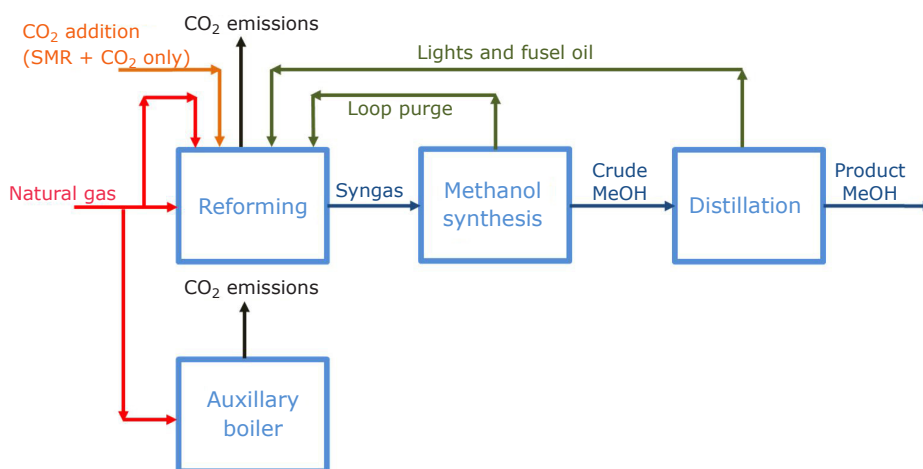 CO₂ emissions
CO₂ addition
(SMR + CO₂ only)
Lights and fusel oil
Loop purge
Natural gas
Reforming
Syngas
Methanol
synthesis
Crude
MeOH
Distillation
Product
MeOH
CO₂ emissions
Auxillary
boiler